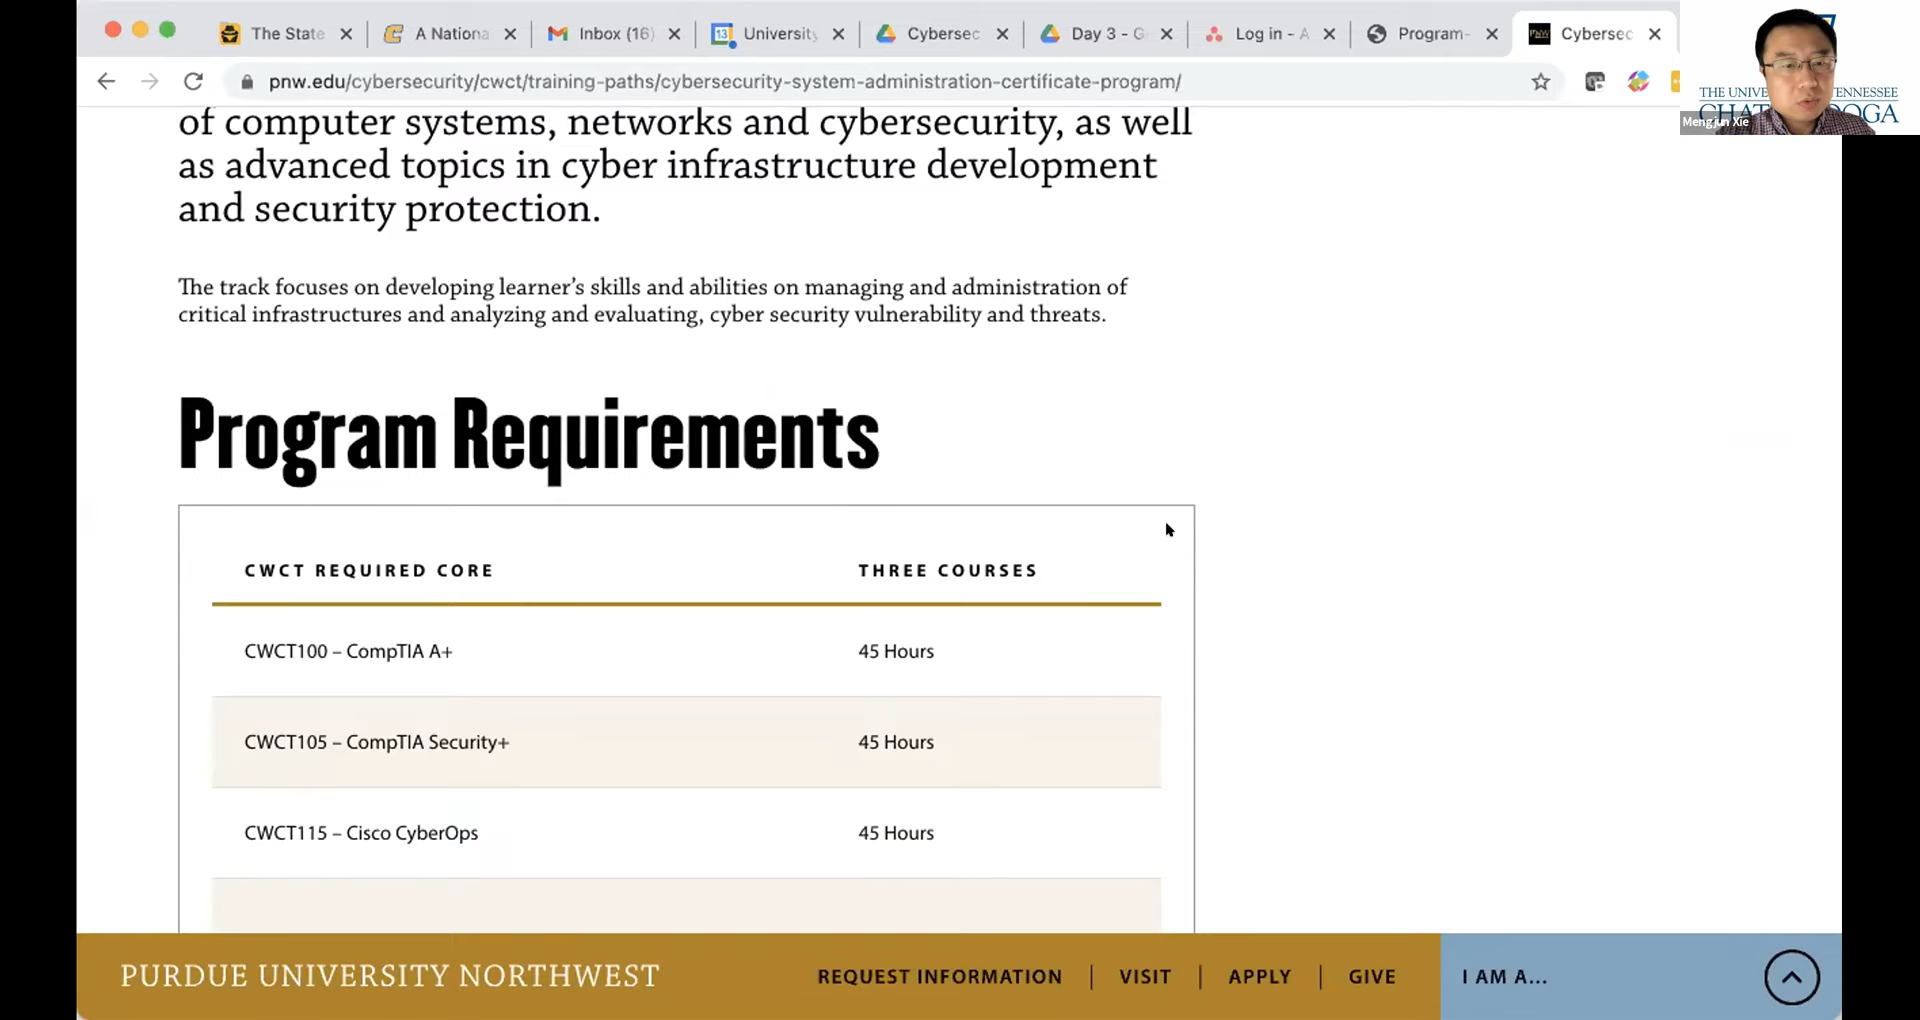 The State
A Nationa
Inbox (16)
University
Cybersec
Day 3 - G
Log in - A
Program-
Cybersec
pnw.edu/cybersecurity/cwct/training-paths/cybersecurity-system-administration-certificate-program/
THE UNIVE TENNESSEE
CHAT OGA
Mengjun Xie
of computer systems, networks and cybersecurity, as well
as advanced topics in cyber infrastructure development
and security protection.
The track focuses on developing learner’s skills and abilities on managing and administration of
critical infrastructures and analyzing and evaluating, cyber security vulnerability and threats.
Program Requirements
CWCT REQUIRED CORE THREE COURSES
CWCT100 – CompTIA A+ 45 Hours
CWCT105 – CompTIA Security+ 45 Hours
CWCT115 – Cisco CyberOps 45 Hours
PURDUE UNIVERSITY NORTHWEST
REQUEST INFORMATION | VISIT | APPLY | GIVE
I AM A...